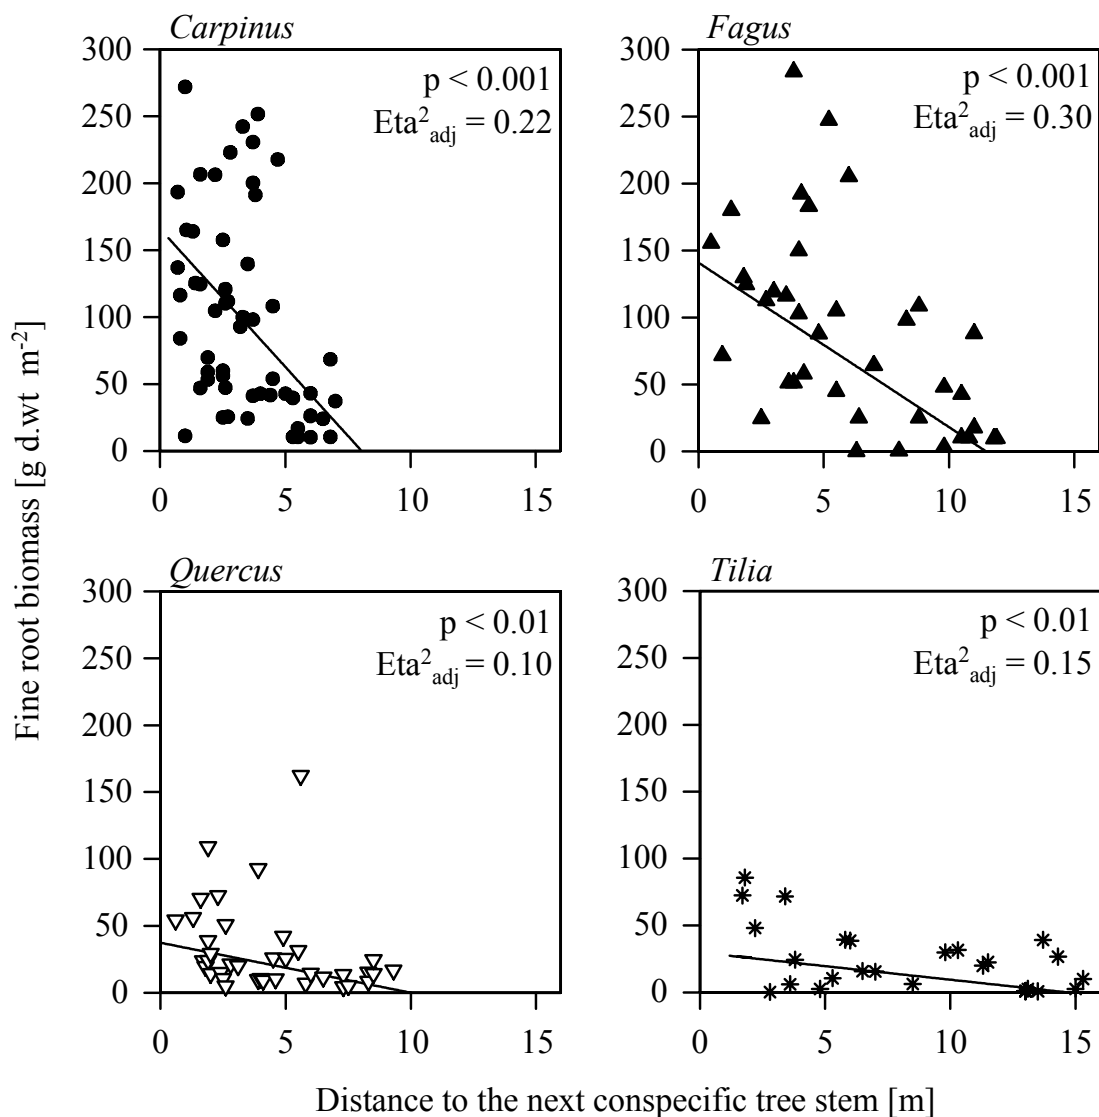 Carpinus
Fagus
300
250
200
150
100
50
0
p < 0.001
Eta²adj = 0.22
0 5 10 15
300
250
200
150
100
50
0
p < 0.001
Eta²adj = 0.30
0 5 10 15
Fine root biomass [g d.wt m⁻²]
Quercus
Tilia
300
250
200
150
100
50
0
p < 0.01
Eta²adj = 0.10
0 5 10 15
300
250
200
150
100
50
0
p < 0.01
Eta²adj = 0.15
0 5 10 15
Distance to the next conspecific tree stem [m]